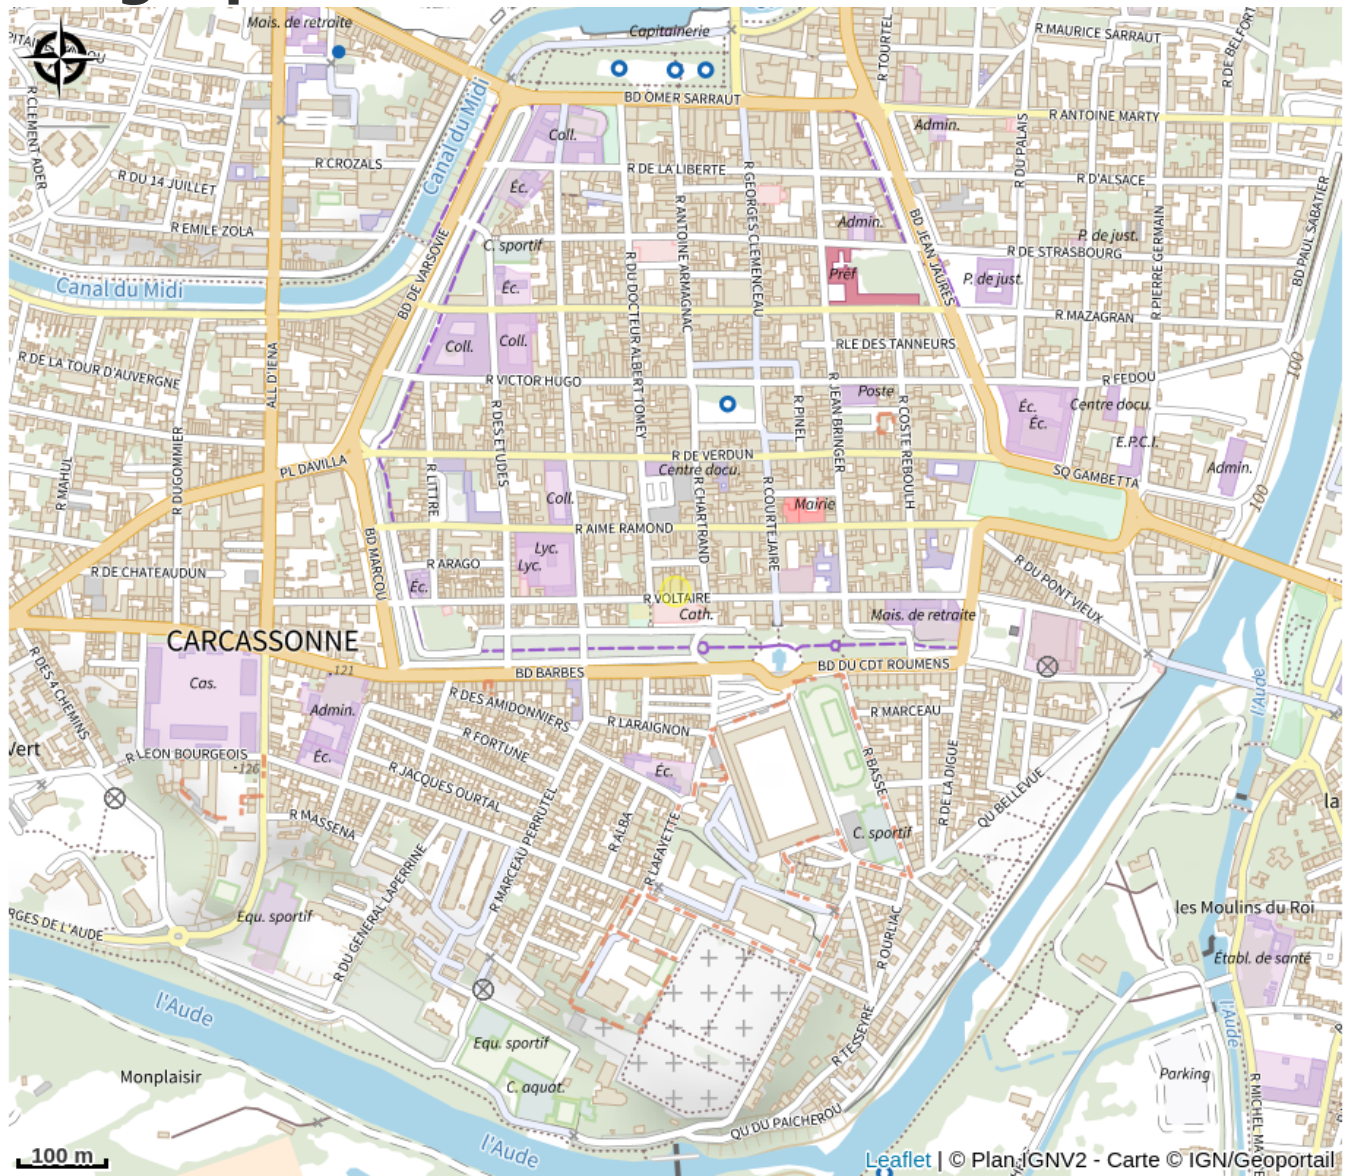 Mais. de retraite
Capitainerie
R MAURICE SARRAUT
R DE BELFORT
R TOURTEL
R CLEMENT ADER
Canal du Midi
BD OMER SARRAUT
R ANTOINE MARTY
Coll.
Admin.
R DU PALAIS
R CROZALS
R DE LA LIBERTE
R D'ALSACE
R DU 14 JUILLET
Éc.
R GEORGES CLEMENCEAU
BD PAUL SABATIER
R EMILE ZOLA
R ANTOINE ARMAGNAC
Admin.
BD JEAN JAURES
P. de just.
R PIERRE GERMAIN
C. sportif
R DE STRASBOURG
BD DE VARSOVIE
R DU DOCTEUR ALBERT TOMEY
Préf
P. de just.
Canal du Midi
Éc.
R MAZAGRAN
Coll.
Coll.
RLE DES TANNEURS
R DE LA TOUR D'AUVERGNE
ALL D'IENA
R VICTOR HUGO
R FEDOU
100
Poste
R PINEL
R JEAN BRINGER
R COSTE REBOULH
Éc.
Éc.
Centre docu.
R DES ETUDES
E.P.C.I.
R MAHUL
R DUGOMMIER
PL DAVILLA
R DE VERDUN
Centre docu.
SQ GAMBETTA
Admin.
R LITTRE
Coll.
R CHARTRAND
R COURTEJAIRE
Mairie
100
R AIME RAMOND
BD MARCOU
Lyc.
Lyc.
R ARAGO
R DE CHATEAUDUN
Éc.
R VOLTAIRE
Cath.
Mais. de retraite
R DU PONT VIEUX
CARCASSONNE
121
BD BARBES
BD DU CDT ROUMENS
R DES 4 CHEMINS
Cas.
R DES AMIDONNIERS
l'Aude
Admin.
R LARAIGNON
R MARCEAU
Vert
R LEON BOURGEOIS
126
Éc.
R FORTUNE
R JACQUES OURTAL
Éc.
R BASSE
R DE LA DIGUE
QU BELLEVUE
la
R MASSENA
R MARCEAU PERRUTEL
R ALBA
R LAFAYETTE
C. sportif
R DU GENERAL LAPERRINE
Equ. sportif
RGES DE L'AUDE
R OURLIAC
les Moulins du Roi
Établ. de santé
l'Aude
l'Aude
R TESSEYRE
Equ. sportif
Monplaisir
C. aquat.
Parking
QU DU PAICHEROU
R MICHEL MA
l'Aude
100 m
Leaflet | © Plan IGNV2 - Carte © IGN/Geoportail